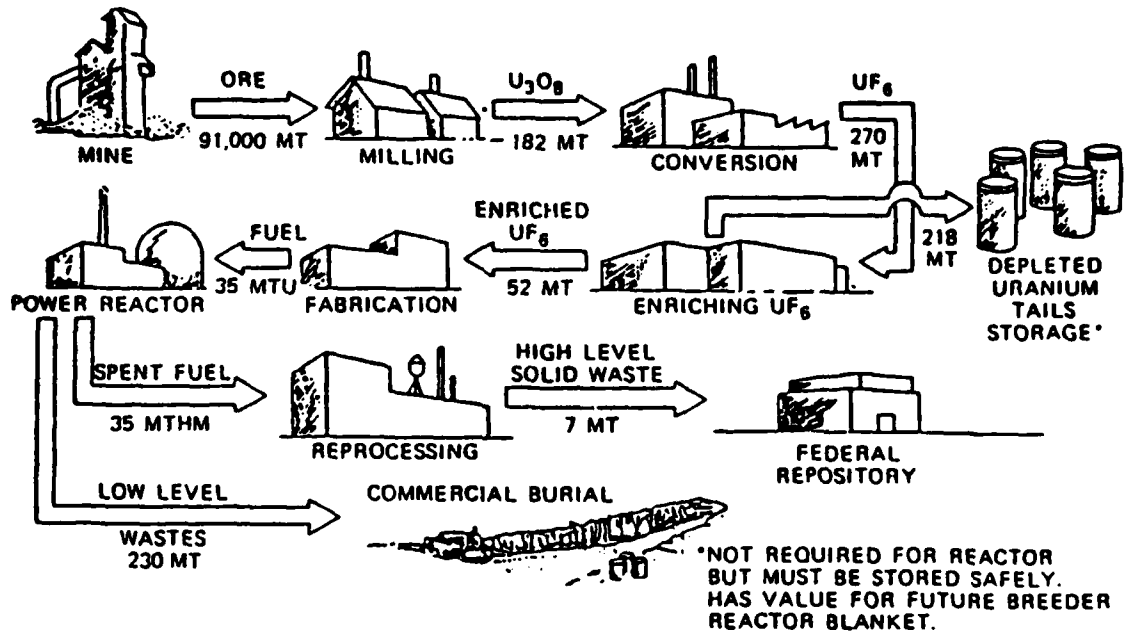 ORE
91,000 MT
MINE
MILLING
U₃O₈
182 MT
CONVERSION
UF₆
270
MT
218
MT
DEPLETED
URANIUM
TAILS
STORAGE*
ENRICHING UF₆
ENRICHED
UF₆
52 MT
FABRICATION
FUEL
35 MTU
POWER REACTOR
SPENT FUEL
35 MTHM
REPROCESSING
HIGH LEVEL
SOLID WASTE
7 MT
FEDERAL
REPOSITORY
LOW LEVEL
WASTES
230 MT
COMMERCIAL BURIAL
*NOT REQUIRED FOR REACTOR
BUT MUST BE STORED SAFELY.
HAS VALUE FOR FUTURE BREEDER
REACTOR BLANKET.